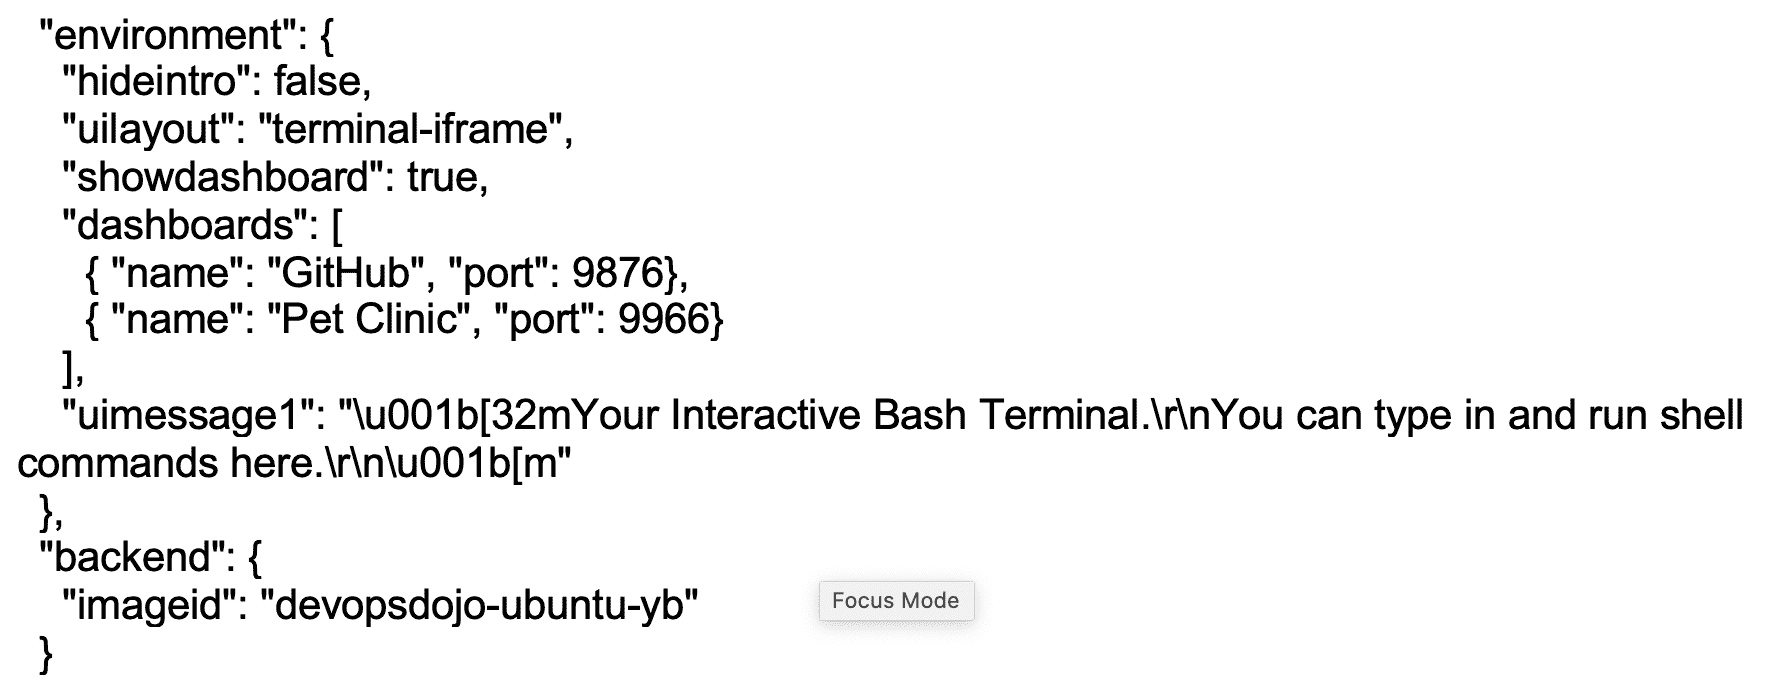 "environment": {
"hideintro": false,
"uilayout": "terminal-iframe",
"showdashboard": true,
"dashboards": [
{ "name": "GitHub", "port": 9876},
{ "name": "Pet Clinic", "port": 9966}
],
"uimessage1": "\u001b[32mYour Interactive Bash Terminal.\r\nYou can type in and run shell
commands here.\r\n\u001b[m"
},
"backend": {
"imageid": "devopsdojo-ubuntu-yb"
Focus Mode
}